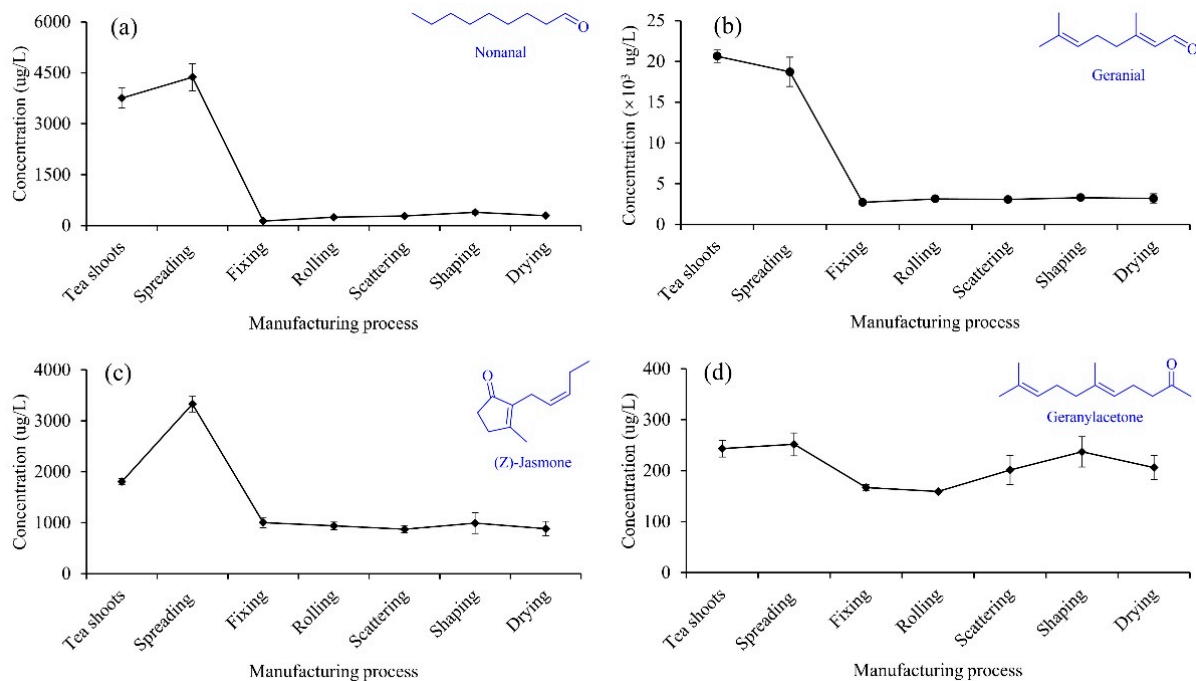 (a)
Nonanal
O
Concentration (ug/L)
6000
4500
3000
1500
0
Tea shoots
Spreading
Fixing
Rolling
Scattering
Shaping
Drying
Manufacturing process
(b)
Geranial
O
Concentration (×10³ ug/L)
25
20
15
10
5
0
Tea shoots
Spreading
Fixing
Rolling
Scattering
Shaping
Drying
Manufacturing process
(c)
O
(Z)-Jasmone
Concentration (ug/L)
4000
3000
2000
1000
0
Tea shoots
Spreading
Fixing
Rolling
Scattering
Shaping
Drying
Manufacturing process
(d)
O
Geranylacetone
Concentration (ug/L)
400
300
200
100
0
Tea shoots
Spreading
Fixing
Rolling
Scattering
Shaping
Drying
Manufacturing process